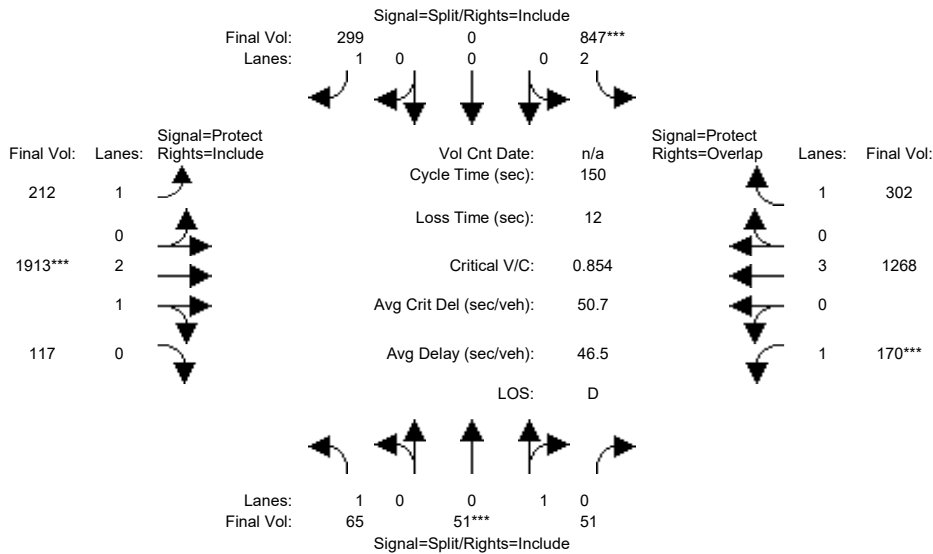 Signal=Split/Rights=Include
Final Vol: 299 0 847***
Lanes: 1 0 0 0 2
Signal=Protect
Final Vol: Lanes: Rights=Include
Vol Cnt Date: n/a
Signal=Protect
Rights=Overlap Lanes: Final Vol:
Cycle Time (sec): 150
212 1
1 302
Loss Time (sec): 12
0
0
1913*** 2
Critical V/C: 0.854
3 1268
1
Avg Crit Del (sec/veh): 50.7
0
117 0
Avg Delay (sec/veh): 46.5
1 170***
LOS: D
Lanes: 1 0 0 1 0
Final Vol: 65 51*** 51
Signal=Split/Rights=Include